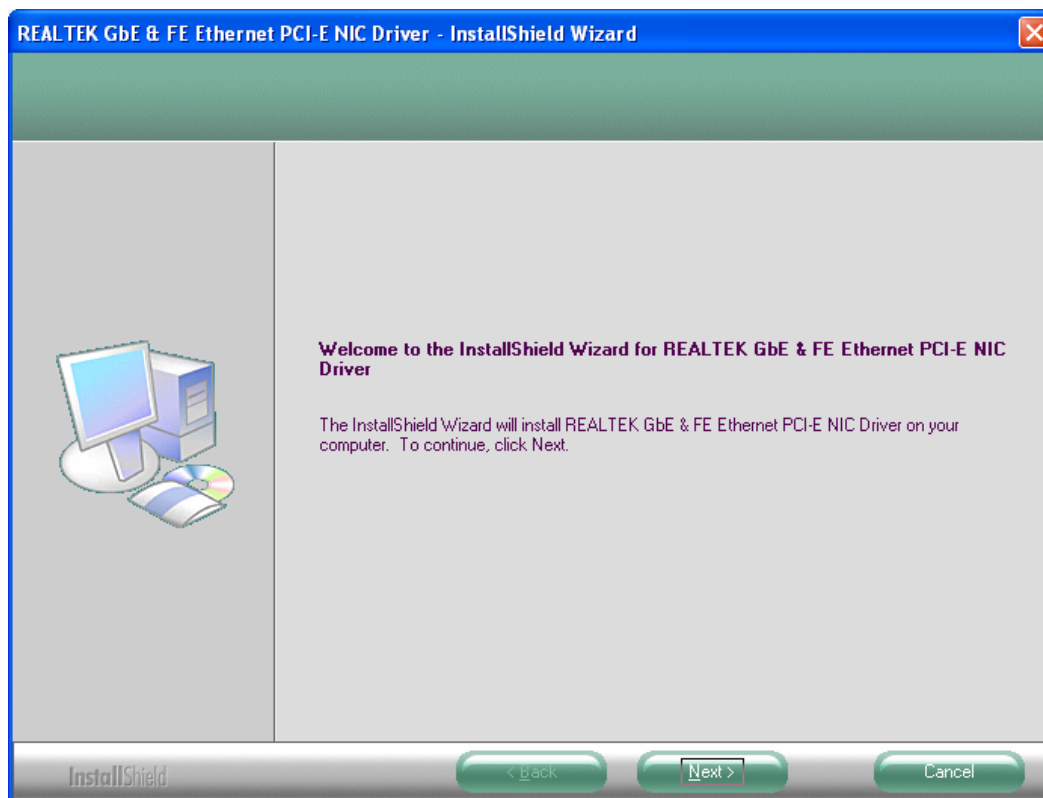 REALTEK GbE & FE Ethernet PCI-E NIC Driver - InstallShield Wizard
Welcome to the InstallShield Wizard for REALTEK GbE & FE Ethernet PCI-E NIC
Driver
The InstallShield Wizard will install REALTEK GbE & FE Ethernet PCI-E NIC Driver on your
computer. To continue, click Next.
InstallShield
< Back
Next >
Cancel